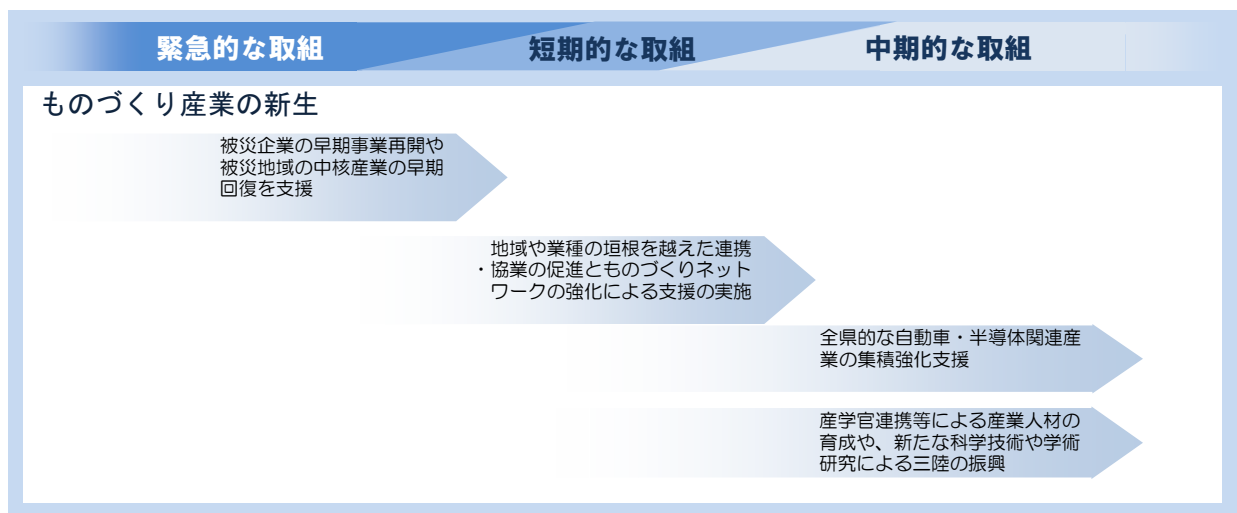 緊急的な取組 短期的な取組 中期的な取組
ものづくり産業の新生
被災企業の早期事業再開や
被災地域の中核産業の早期
回復を支援
地域や業種の垣根を越えた連携
・協業の促進とものづくりネット
ワークの強化による支援の実施
全県的な自動車・半導体関連産
業の集積強化支援
産学官連携等による産業人材の
育成や、新たな科学技術や学術
研究による三陸の振興